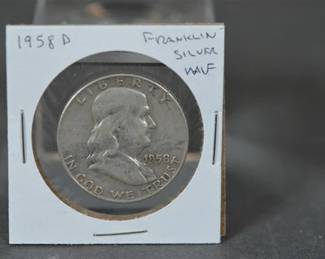 1958 D
FRANKLIN
SILVER
HALF
LIBERTY
1958
IN GOD WE TRUST